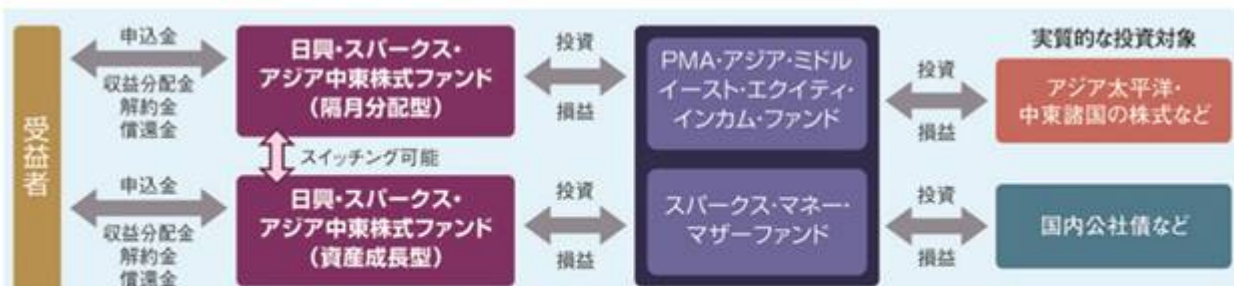 受益者
申込金
収益分配金
解約金
償還金
日興・スパークス・
アジア中東株式ファンド
(隔月分配型)
投資
損益
PMA・アジア・ミドル
イースト・エクイティ・
インカム・ファンド
投資
損益
実質的な投資対象
アジア太平洋・
中東諸国の株式など
スイッチング可能
申込金
収益分配金
解約金
償還金
日興・スパークス・
アジア中東株式ファンド
(資産成長型)
投資
損益
スパークス・マネー・
マザーファンド
投資
損益
国内公社債など